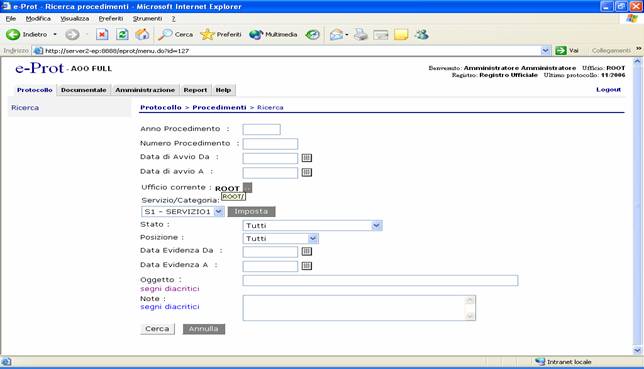 e-Prot - Ricerca procedimenti - Microsoft Internet Explorer
File Modifica Visualizza Preferiti Strumenti ?
Indietro Cerca Preferiti Multimedia
Indirizzo http://server2-ep:8888/eprot/menu.do?id=127 Vai Collegamenti »
e-Prot - AOO FULL
Benvenuto: Amministratore Amministratore Ufficio: ROOT
Registro: Registro Ufficiale Ultimo protocollo: 11/2006
Protocollo Documentale Amministrazione Report Help Logout
Ricerca
Protocollo > Procedimenti > Ricerca
Anno Procedimento :
Numero Procedimento :
Data di Avvio Da :
Data di avvio A :
Ufficio corrente : ROOT ..
ROOT/
Servizio/Categoria:
S1 - SERVIZIO1 Imposta
Stato : Tutti
Posizione : Tutti
Data Evidenza Da :
Data Evidenza A :
Oggetto :
segni diacritici
Note :
segni diacritici
Cerca Annulla
Intranet locale